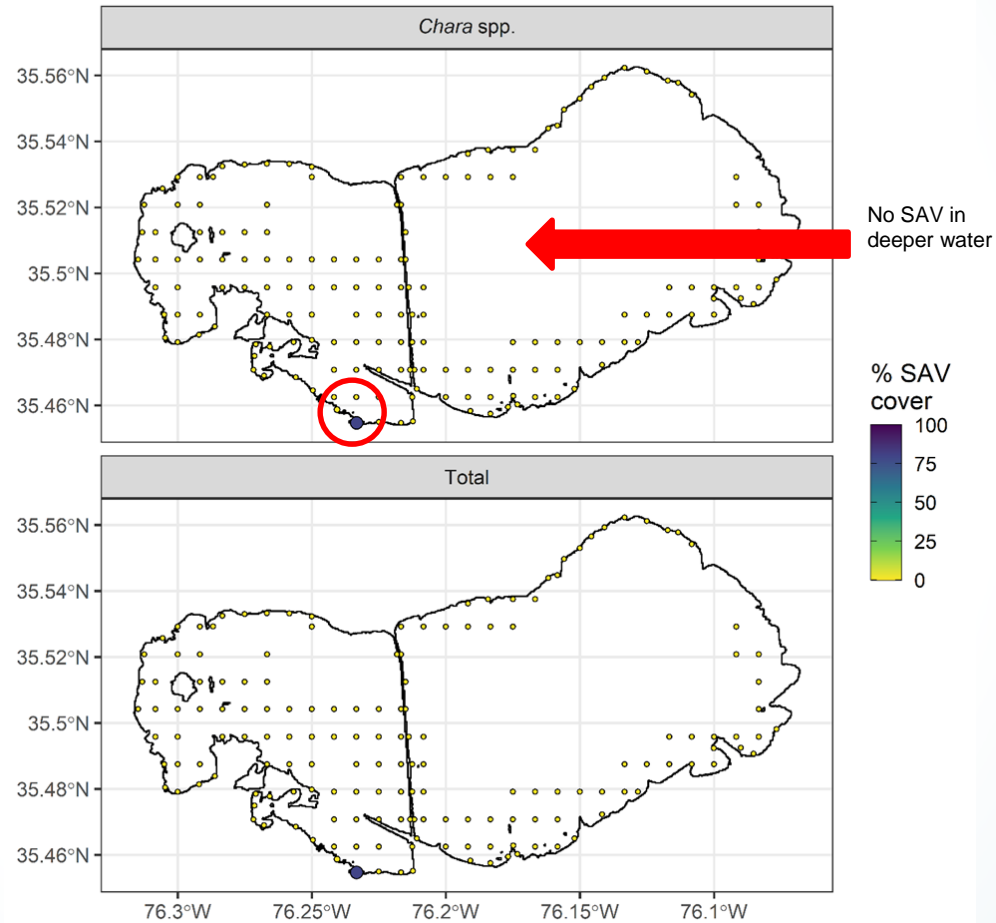 Chara spp.
35.56°N
35.54°N
35.52°N
35.5°N
35.48°N
35.46°N
No SAV in
deeper water
% SAV
cover
100
75
50
25
0
Total
35.56°N
35.54°N
35.52°N
35.5°N
35.48°N
35.46°N
76.3°W
76.25°W
76.2°W
76.15°W
76.1°W